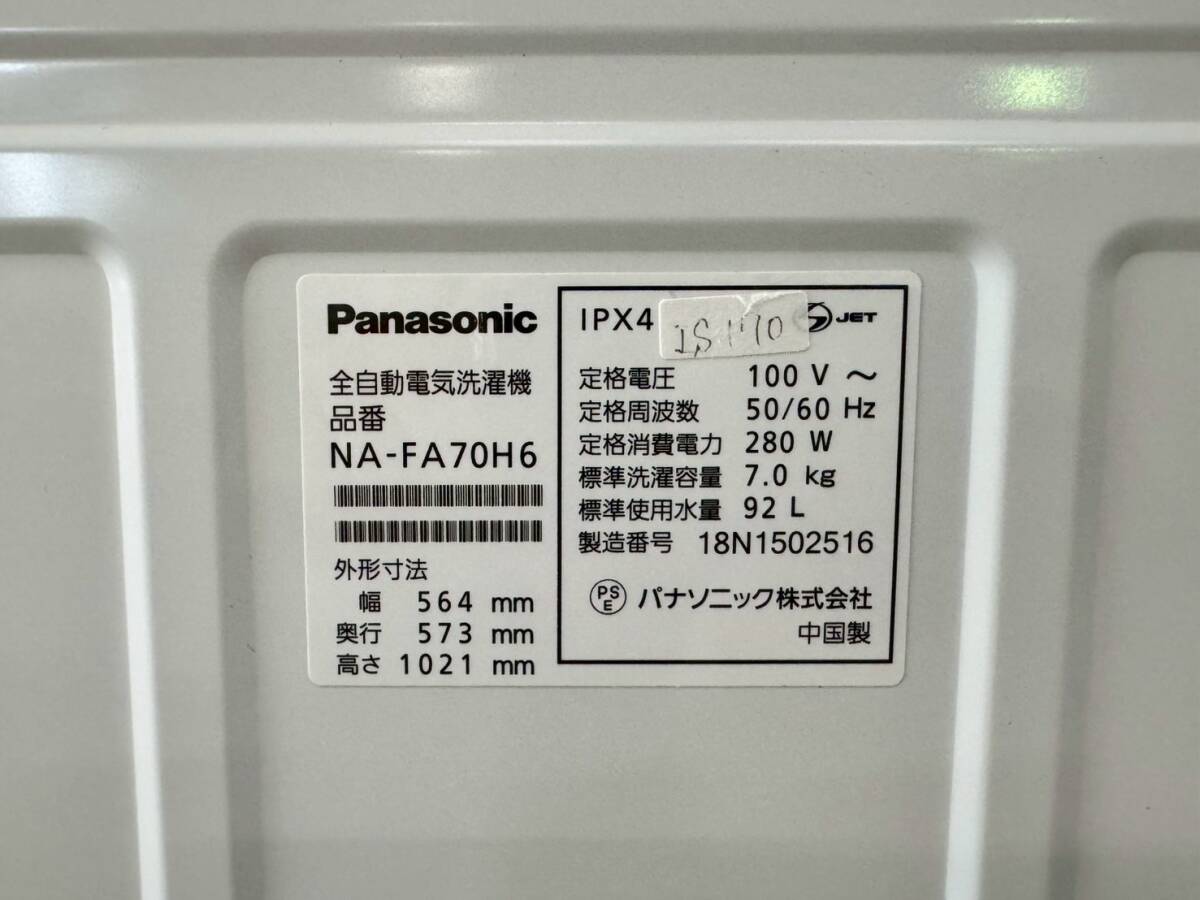 Panasonic
全自動電気洗濯機
品番
NA-FA70H6
外形寸法
幅 564 mm
奥行 573 mm
高さ 1021 mm
IPX4
JET
定格電圧 100 V ～
定格周波数 50/60 Hz
定格消費電力 280 W
標準洗濯容量 7.0 kg
標準使用水量 92 L
製造番号 18N1502516
PS
E
パナソニック株式会社
中国製